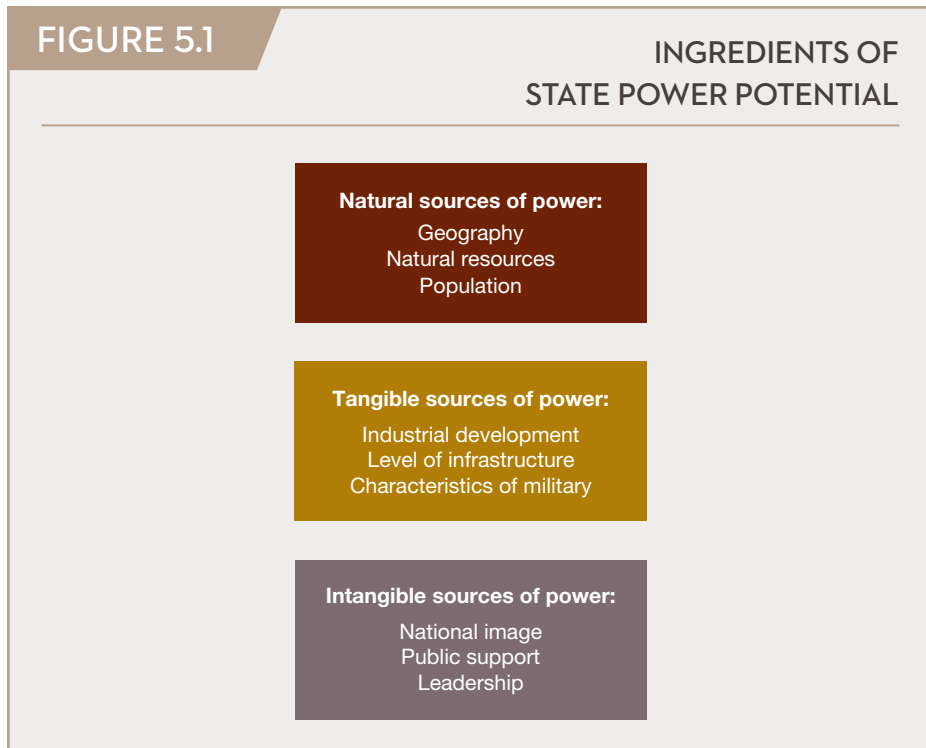 FIGURE 5.1
INGREDIENTS OF
STATE POWER POTENTIAL
Natural sources of power:
Geography
Natural resources
Population
Tangible sources of power:
Industrial development
Level of infrastructure
Characteristics of military
Intangible sources of power:
National image
Public support
Leadership